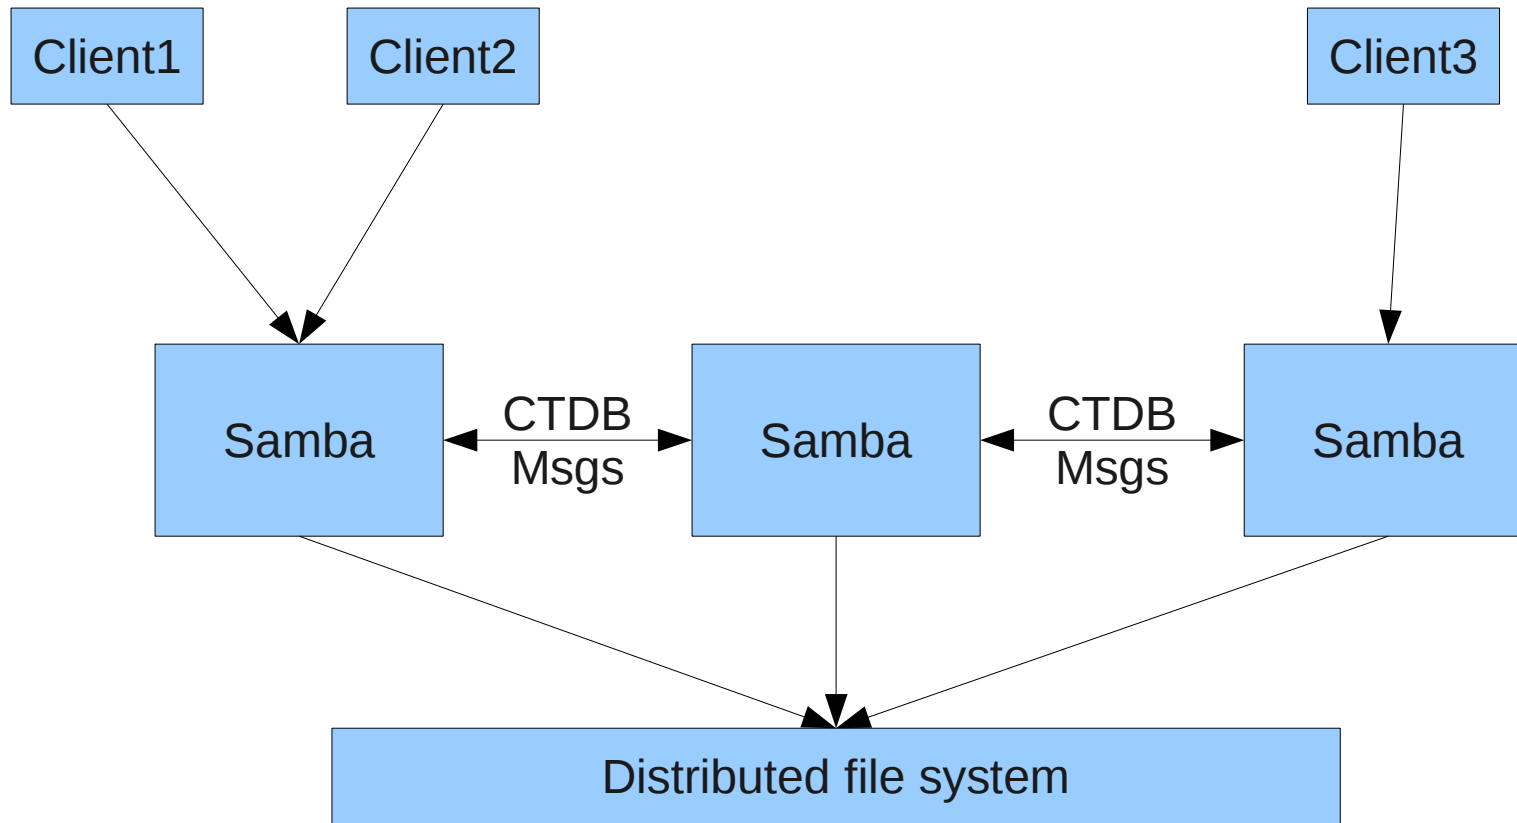 Client1
Client2
Client3
Samba
CTDB
Msgs
Samba
CTDB
Msgs
Samba
Distributed file system